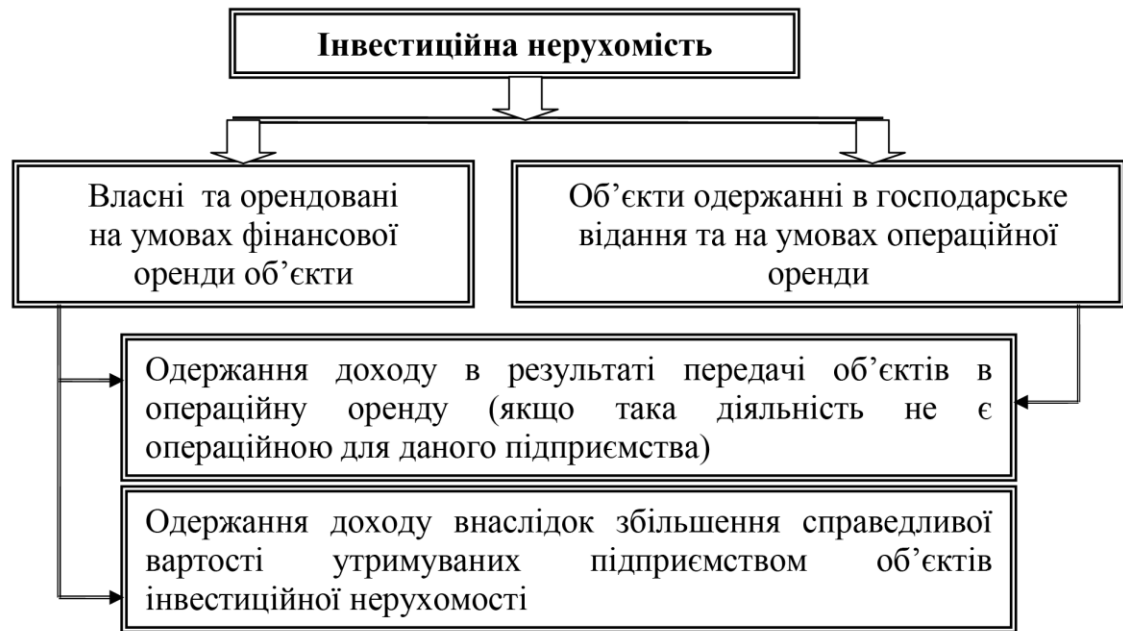 Інвестиційна нерухомість
Власні та орендовані
на умовах фінансової
оренди об’єкти
Об’єкти одержанні в господарське
відання та на умовах операційної
оренди
Одержання доходу в результаті передачі об’єктів в
операційну оренду (якщо така діяльність не є
операційною для даного підприємства)
Одержання доходу внаслідок збільшення справедливої
вартості утримуваних підприємством об’єктів
інвестиційної нерухомості